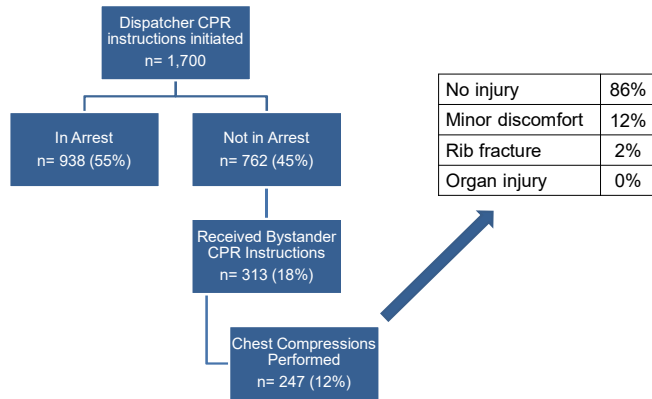 Dispatcher CPR
instructions initiated
n= 1,700
In Arrest
n= 938 (55%)
Not in Arrest
n= 762 (45%)
Received Bystander
CPR Instructions
n= 313 (18%)
Chest Compressions
Performed
n= 247 (12%)
No injury 86%
Minor discomfort 12%
Rib fracture 2%
Organ injury 0%